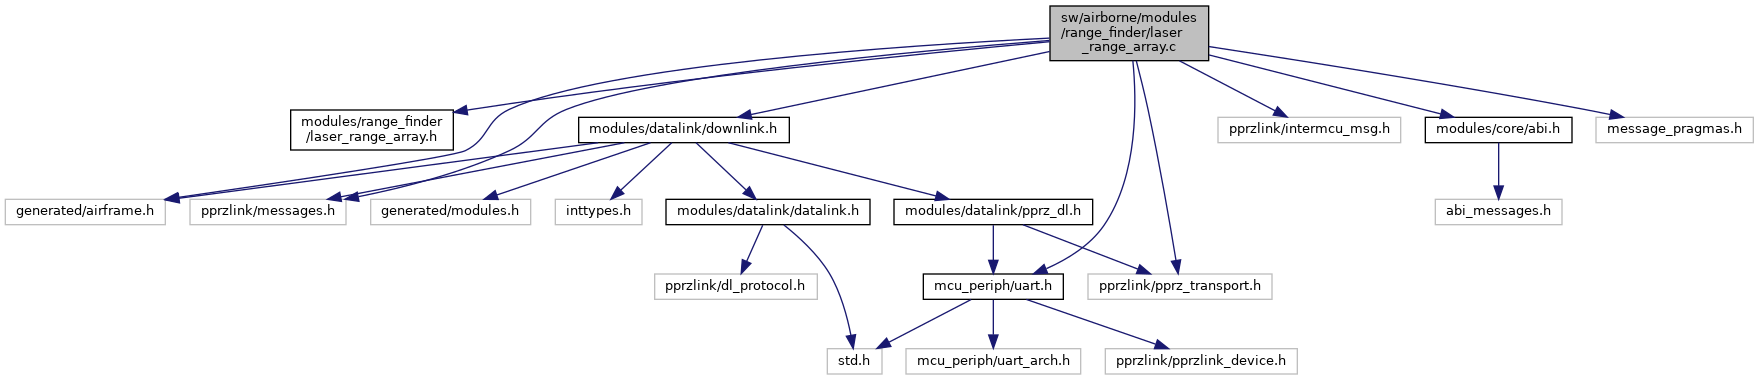 sw/airborne/modules
/range_finder/laser
_range_array.c
modules/range_finder
/laser_range_array.h
modules/datalink/downlink.h
pprzlink/intermcu_msg.h
modules/core/abi.h
message_pragmas.h
generated/airframe.h
pprzlink/messages.h
generated/modules.h
inttypes.h
modules/datalink/datalink.h
modules/datalink/pprz_dl.h
abi_messages.h
pprzlink/dl_protocol.h
mcu_periph/uart.h
pprzlink/pprz_transport.h
std.h
mcu_periph/uart_arch.h
pprzlink/pprzlink_device.h